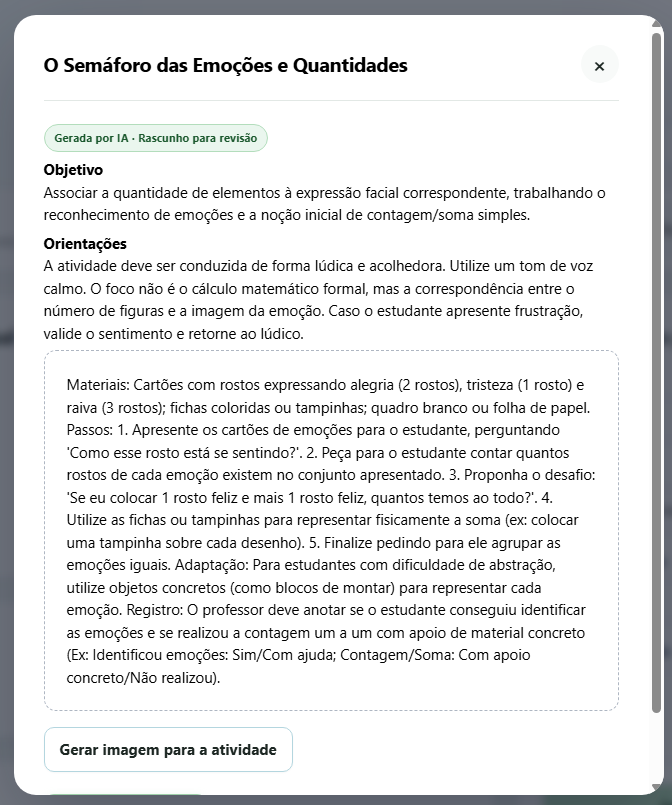 O Semáforo das Emoções e Quantidades
×
Gerada por IA · Rascunho para revisão
Objetivo
Associar a quantidade de elementos à expressão facial correspondente, trabalhando o
reconhecimento de emoções e a noção inicial de contagem/soma simples.
Orientações
A atividade deve ser conduzida de forma lúdica e acolhedora. Utilize um tom de voz
calmo. O foco não é o cálculo matemático formal, mas a correspondência entre o
número de figuras e a imagem da emoção. Caso o estudante apresente frustração,
valide o sentimento e retorne ao lúdico.
Materiais: Cartões com rostos expressando alegria (2 rostos), tristeza (1 rosto) e
raiva (3 rostos); fichas coloridas ou tampinhas; quadro branco ou folha de papel.
Passos: 1. Apresente os cartões de emoções para o estudante, perguntando
'Como esse rosto está se sentindo?'. 2. Peça para o estudante contar quantos
rostos de cada emoção existem no conjunto apresentado. 3. Proponha o desafio:
'Se eu colocar 1 rosto feliz e mais 1 rosto feliz, quantos temos ao todo?'. 4.
Utilize as fichas ou tampinhas para representar fisicamente a soma (ex: colocar
uma tampinha sobre cada desenho). 5. Finalize pedindo para ele agrupar as
emoções iguais. Adaptação: Para estudantes com dificuldade de abstração,
utilize objetos concretos (como blocos de montar) para representar cada
emoção. Registro: O professor deve anotar se o estudante conseguiu identificar
as emoções e se realizou a contagem um a um com apoio de material concreto
(Ex: Identificou emoções: Sim/Com ajuda; Contagem/Soma: Com apoio
concreto/Não realizou).
Gerar imagem para a atividade